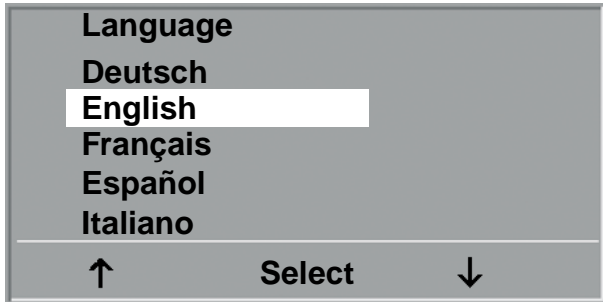 Language
Deutsch
English
Français
Español
Italiano
↑ Select ↓